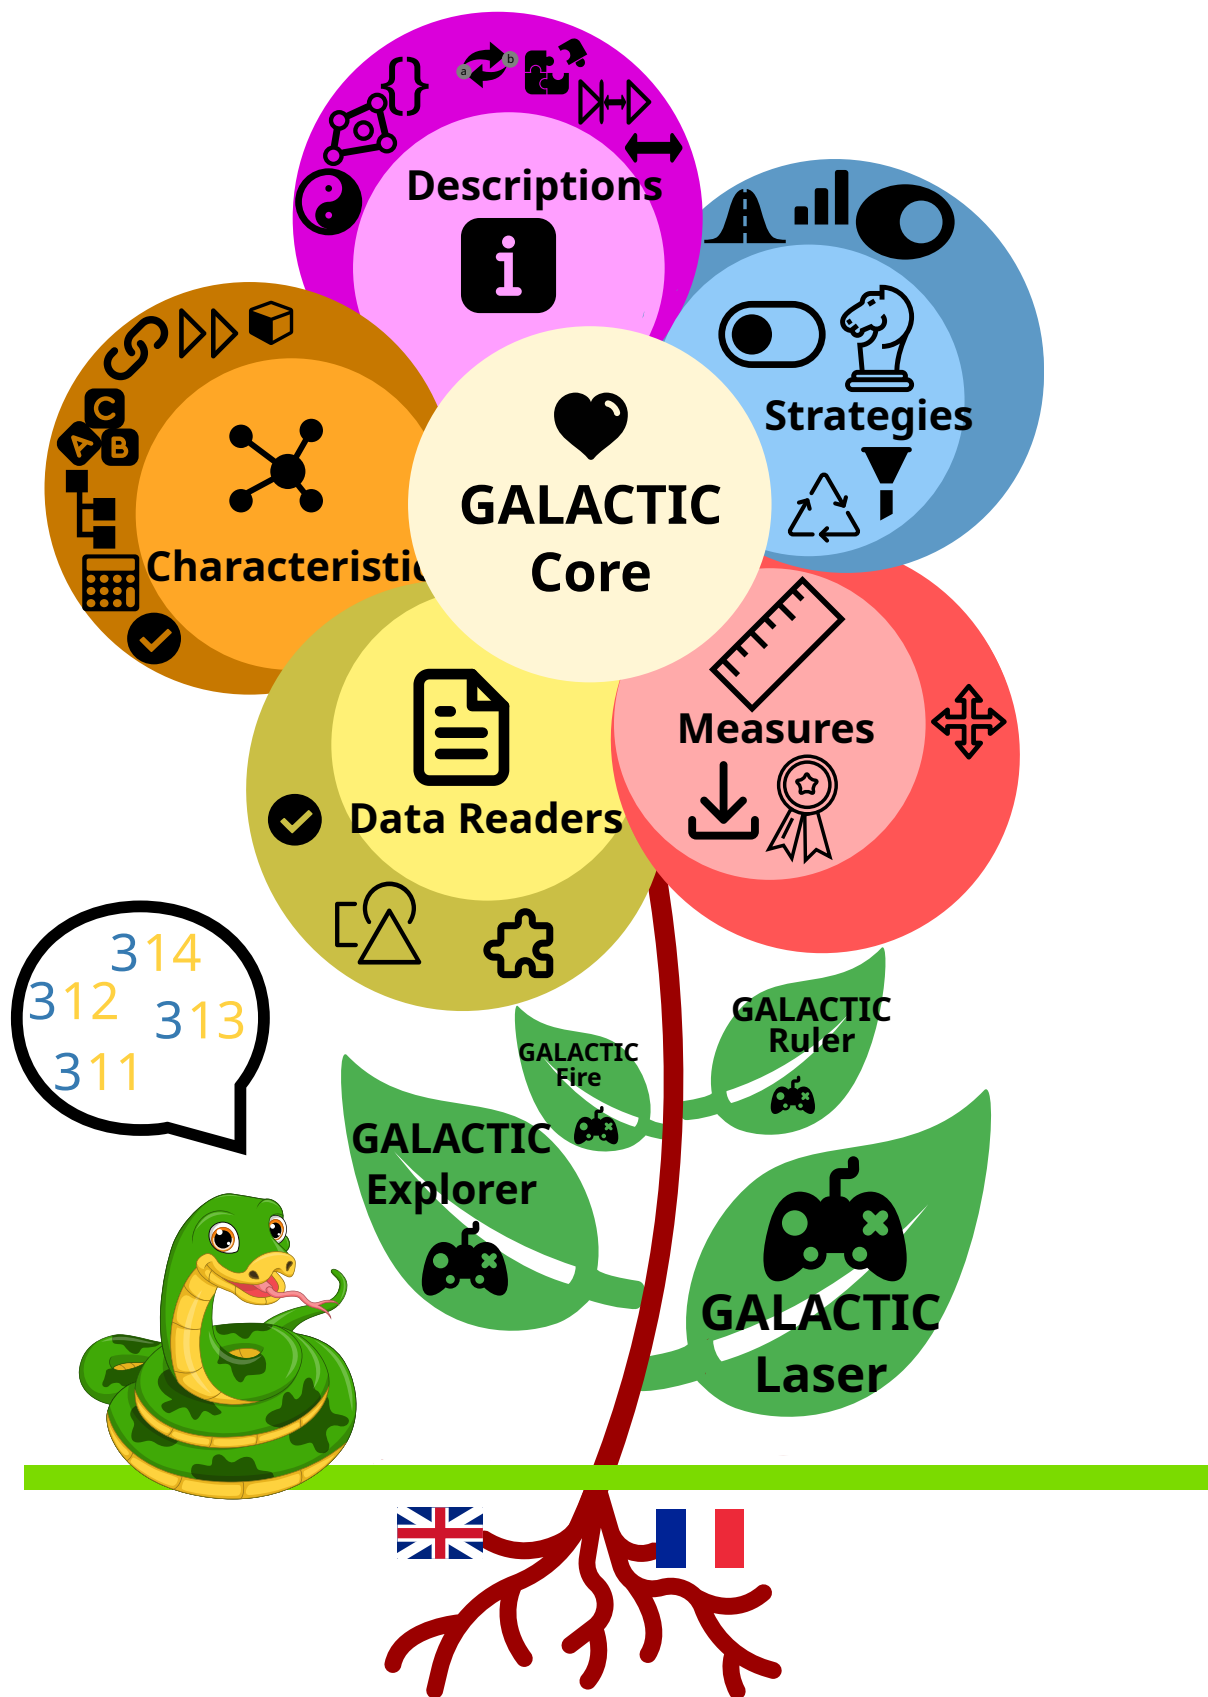 {}
a
b
Descriptions
i
Strategies
C
A
B
Characteristic
GALACTIC
Core
Measures
Data Readers
314
312
313
311
GALACTIC
Ruler
GALACTIC
Fire
GALACTIC
Explorer
GALACTIC
Laser